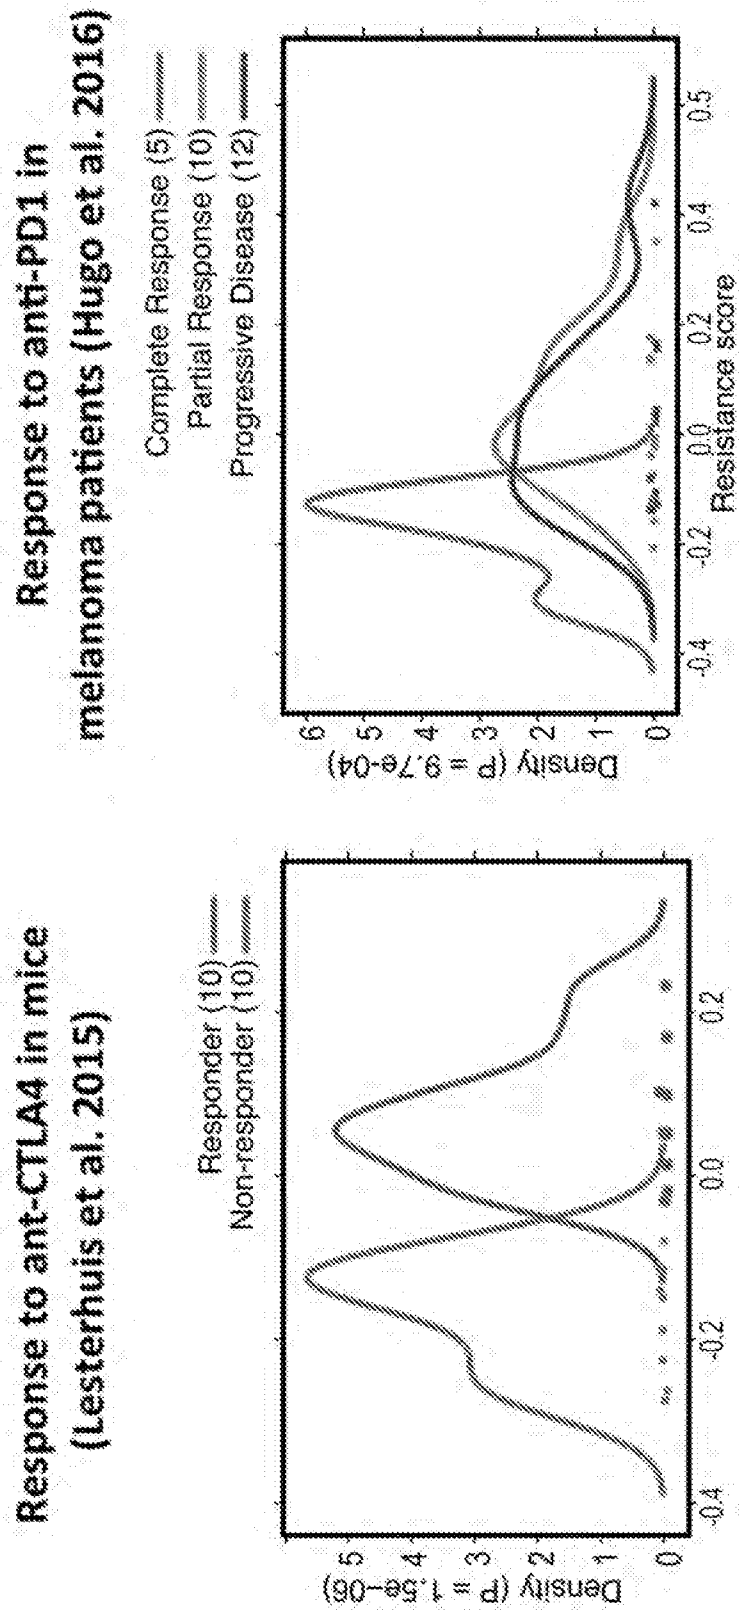 Response to ant-CTLA4 in mice
(Lesterhuis et al. 2015)
Responder (10)
Non-responder (10)
Density (P = 1.5e-06)
5
4
3
2
1
0
-0.4 -0.2 0.0 0.2
Response to anti-PD1 in
melanoma patients (Hugo et al. 2016)
Complete Response (5)
Partial Response (10)
Progressive Disease (12)
Density (P = 9.7e-04)
6
5
4
3
2
1
0
-0.4 -0.2 0.0 0.2 0.4 0.5
Resistance score